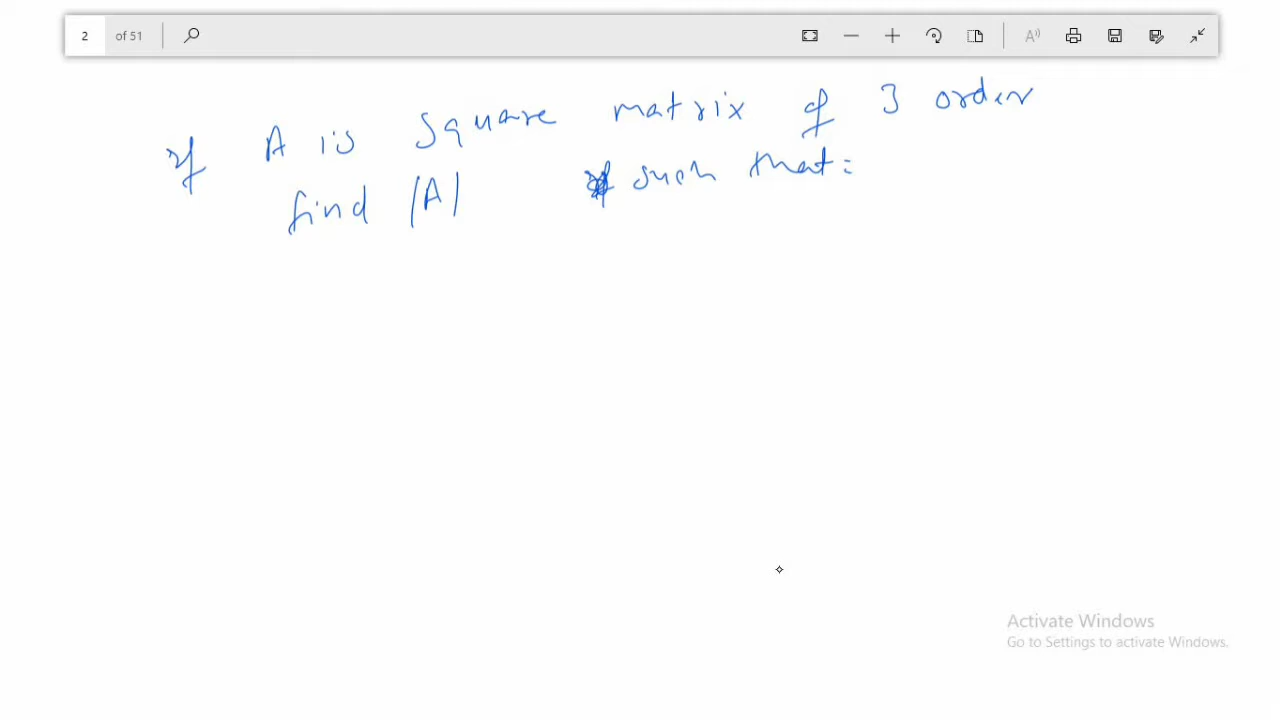 2 of 51
If A is square matrix of 3 order
find |A| such that:
Activate Windows
Go to Settings to activate Windows.